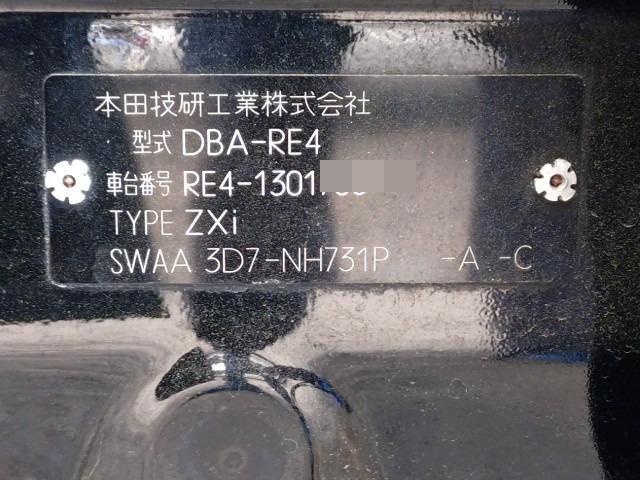 本田技研工業株式会社
型式 DBA-RE4
車台番号 RE4-1301
TYPE ZXi
SWAA 3D7-NH731P -A -C